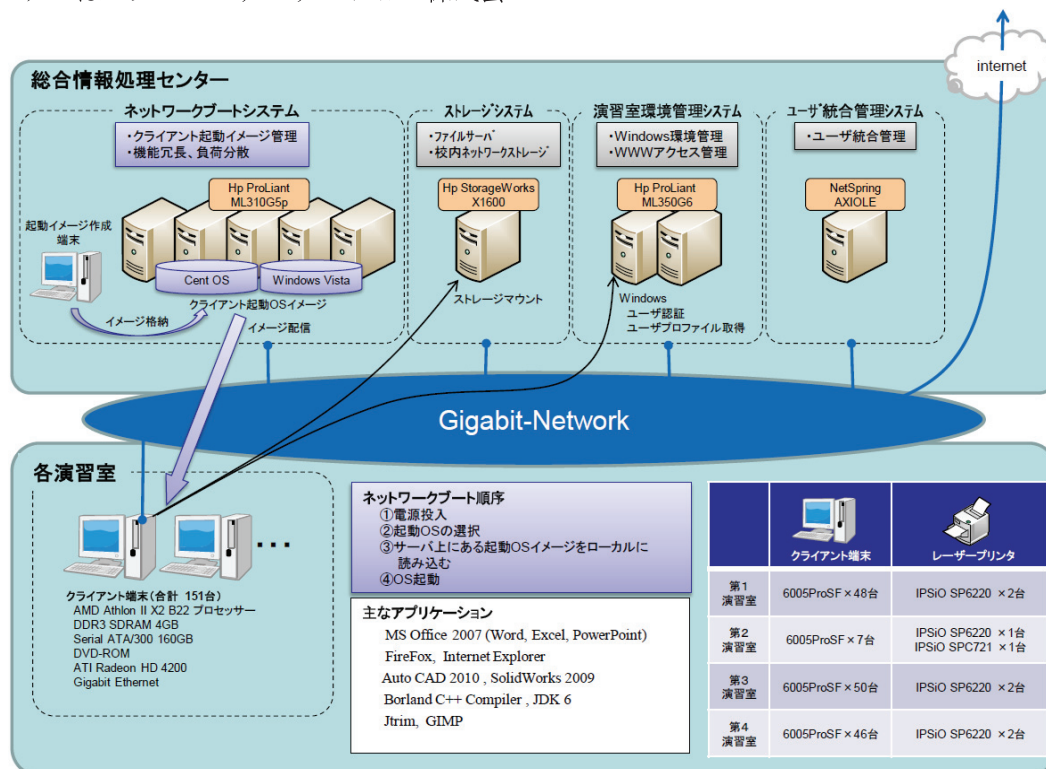 internet
総合情報処理センター
ネットワークブートシステム
・クライアント起動イメージ管理
・機能冗長、負荷分散
Hp ProLiant
ML310G5p
起動イメージ作成
端末
Cent OS
Windows Vista
クライアント起動OSイメージ
イメージ格納
イメージ配信
ストレージシステム
・ファイルサーバ
・校内ネットワークストレージ
Hp StorageWorks
X1600
ストレージマウント
演習室環境管理システム
・Windows環境管理
・WWWアクセス管理
Hp ProLiant
ML350G6
Windows
ユーザ認証
ユーザプロファイル取得
ユーザ統合管理システム
・ユーザ統合管理
NetSpring
AXIOLE
Gigabit-Network
各演習室
・・・
クライアント端末(合計 151台)
AMD Athlon II X2 B22 プロセッサー
DDR3 SDRAM 4GB
Serial ATA/300 160GB
DVD-ROM
ATI Radeon HD 4200
Gigabit Ethernet
ネットワークブート順序
①電源投入
②起動OSの選択
③サーバ上にある起動OSイメージをローカルに
読み込む
④OS起動
主なアプリケーション
MS Office 2007 (Word, Excel, PowerPoint)
FireFox, Internet Explorer
Auto CAD 2010 , SolidWorks 2009
Borland C++ Compiler , JDK 6
Jtrim, GIMP
クライアント端末 レーザープリンタ
第1
演習室 6005ProSF×48台 IPSiO SP6220 ×2台
第2
演習室 6005ProSF×7台 IPSiO SP6220 ×1台
IPSiO SPC721 ×1台
第3
演習室 6005ProSF×50台 IPSiO SP6220 ×2台
第4
演習室 6005ProSF×46台 IPSiO SP6220 ×2台